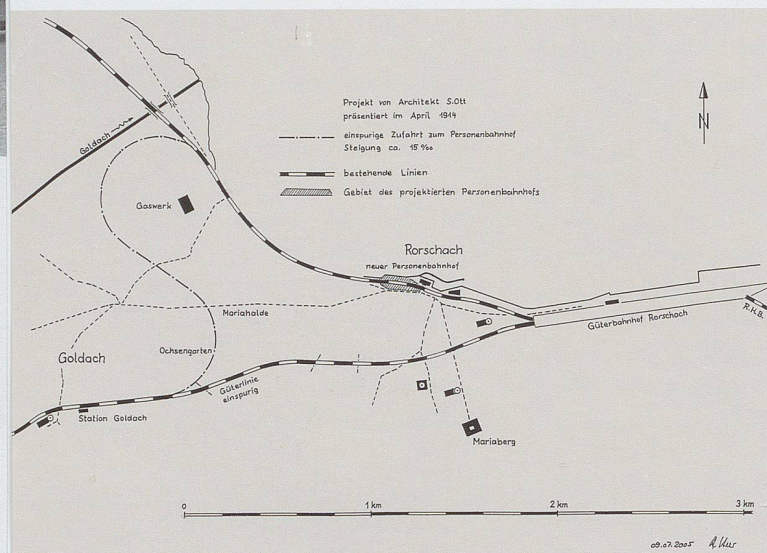 Projekt von Architekt S.Ott
präsentiert im April 1914
einspurige Zufahrt zum Personenbahnhof
Steigung ca. 15 ‰
bestehende Linien
Gebiet des projektierten Personenbahnhofs
N
Goldach
Gaswerk
Rorschach
neuer Personenbahnhof
Mariahalde
Güterbahnhof Rorschach
R.H.B.
Goldach
Ochsengarten
Güterlinie
einspurig
Station Goldach
Mariaberg
0 1 km 2 km 3 km
09.07.2005